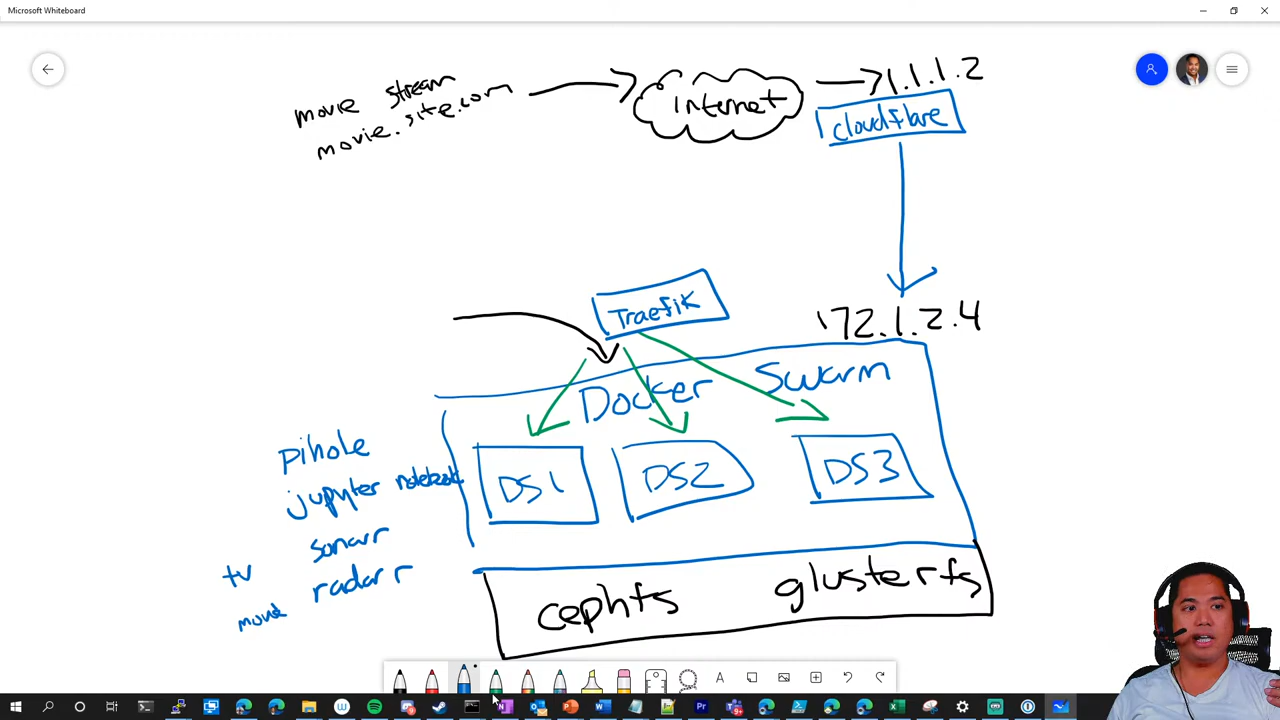 Microsoft Whiteboard
movie stream
movie.site.com
internet
1.1.1.2
cloudflare
Traefik
172.1.2.4
Docker Swarm
DS1 DS2 DS3
pihole
jupyter notebook
sonarr
tv
radarr
movie
cephfs glusterfs